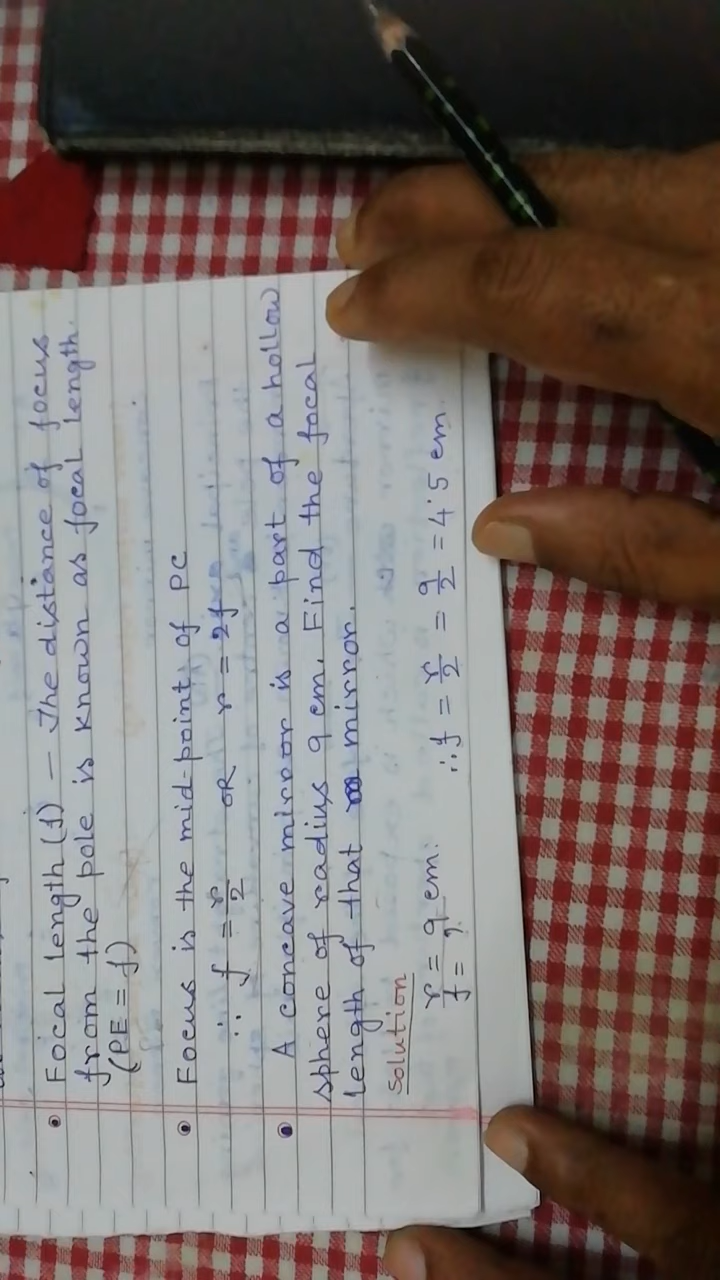 • Focal length (f) — The distance of focus
from the pole is known as focal length.
(PE = f)
• Focus is the mid-point of PC
∴ f = r/2 OR r = 2f
• A concave mirror is a part of a hollow
sphere of radius 9 cm. Find the focal
length of that mirror.
Solution
r = 9 cm. ∴ f = r/2 = 9/2 = 4.5 cm.
f = ?